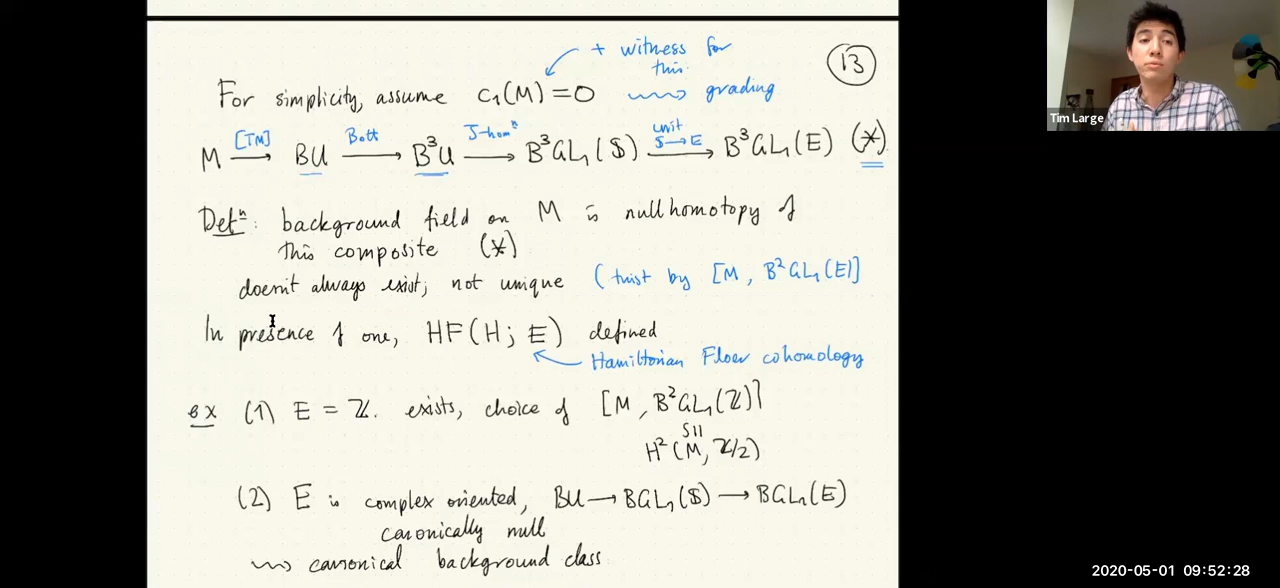 + witness for
this
13
For simplicity, assume c₁(M) = 0 ⇝ grading
M —[TM]→ BU —Bott→ B³U —J-homⁿ→ B³GL₁(𝕊) —unit 𝕊→E→ B³GL₁(E) (*)
Defⁿ: background field on M is nullhomotopy of
this composite (*)
doesn't always exist; not unique (twist by [M, B²GL₁(E)]
In presence of one, HF(H; E) defined
Hamiltonian Floer cohomology
ex (1) E = ℤ. exists, choice of [M, B²GL₁(ℤ)]
S||
H²(M, ℤ/2)
(2) E is complex oriented, BU → BGL₁(𝕊) → BGL₁(E)
canonically null
⇝ canonical background class
Tim Large
2020-05-01 09:52:28